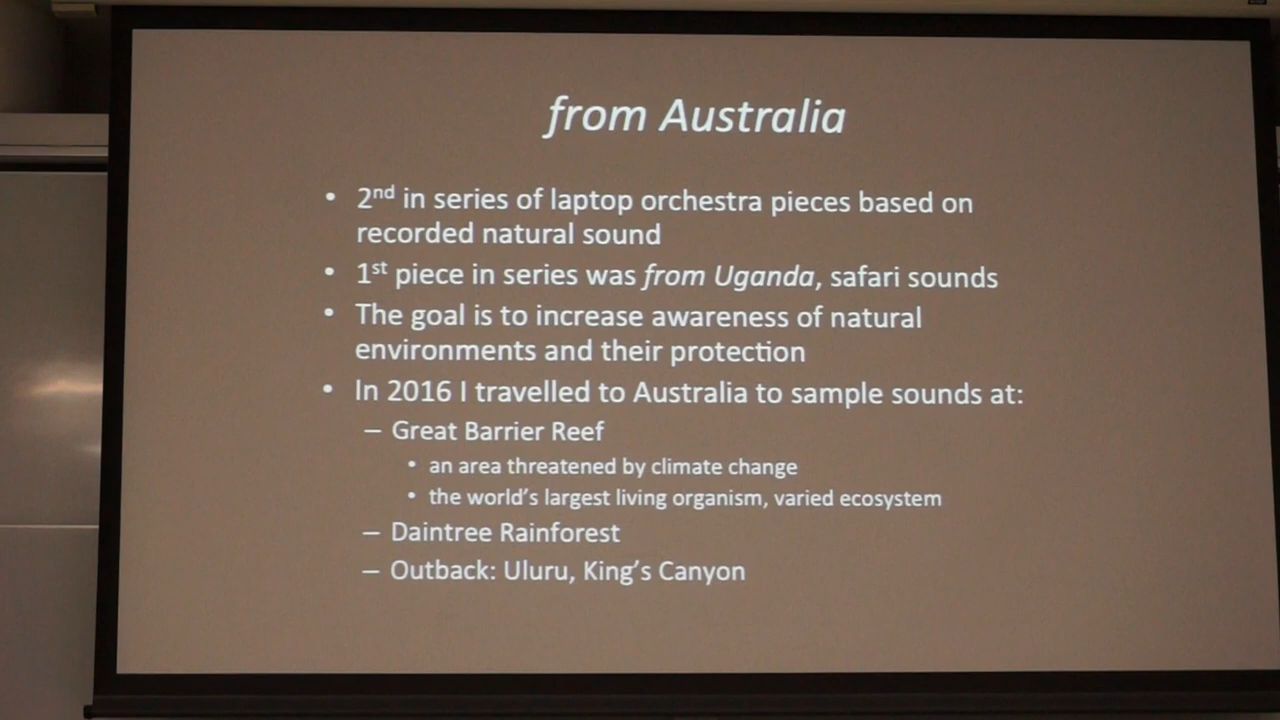 from Australia
• 2nd in series of laptop orchestra pieces based on
recorded natural sound
• 1st piece in series was from Uganda, safari sounds
• The goal is to increase awareness of natural
environments and their protection
• In 2016 I travelled to Australia to sample sounds at:
– Great Barrier Reef
• an area threatened by climate change
• the world's largest living organism, varied ecosystem
– Daintree Rainforest
– Outback: Uluru, King's Canyon